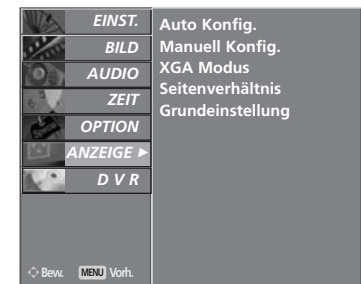 EINST.
BILD
AUDIO
ZEIT
OPTION
ANZEIGE ►
D V R
Auto Konfig.
Manuell Konfig.
XGA Modus
Seitenverhältnis
Grundeinstellung
Bew. MENU Vorh.